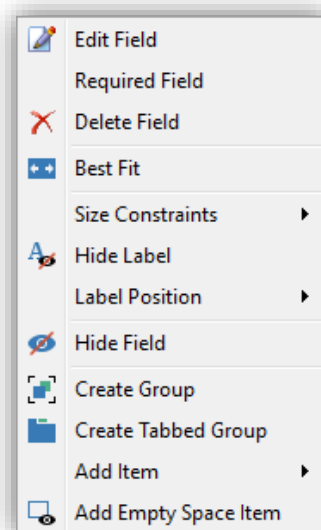 Edit Field
Required Field
Delete Field
Best Fit
Size Constraints
Hide Label
Label Position
Hide Field
Create Group
Create Tabbed Group
Add Item
Add Empty Space Item